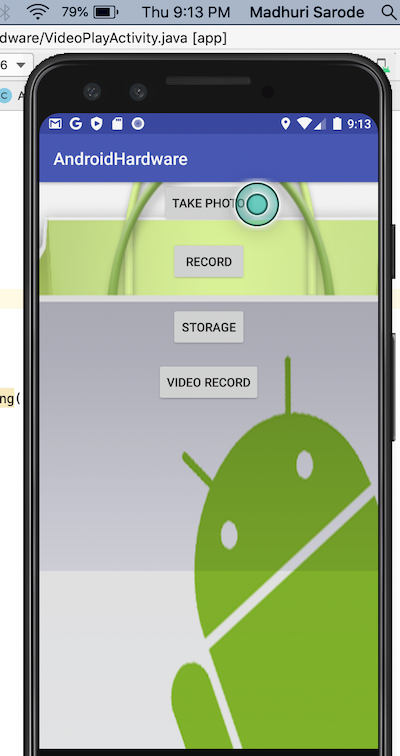 79% Thu 9:13 PM Madhuri Sarode
dware/VideoPlayActivity.java [app]
6
C
9:13
AndroidHardware
TAKE PHOTO
RECORD
STORAGE
ng(
VIDEO RECORD